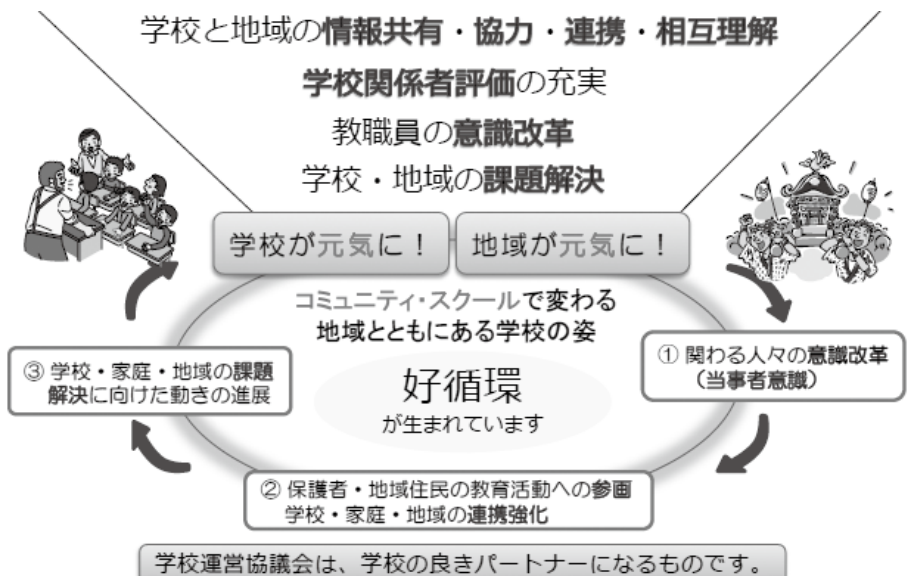 学校と地域の情報共有・協力・連携・相互理解
学校関係者評価の充実
教職員の意識改革
学校・地域の課題解決
学校が元気に！
地域が元気に！
コミュニティ・スクールで変わる
地域とともにある学校の姿
好循環
が生まれています
① 関わる人々の意識改革
（当事者意識）
② 保護者・地域住民の教育活動への参画
学校・家庭・地域の連携強化
③ 学校・家庭・地域の課題
解決に向けた動きの進展
学校運営協議会は、学校の良きパートナーになるものです。